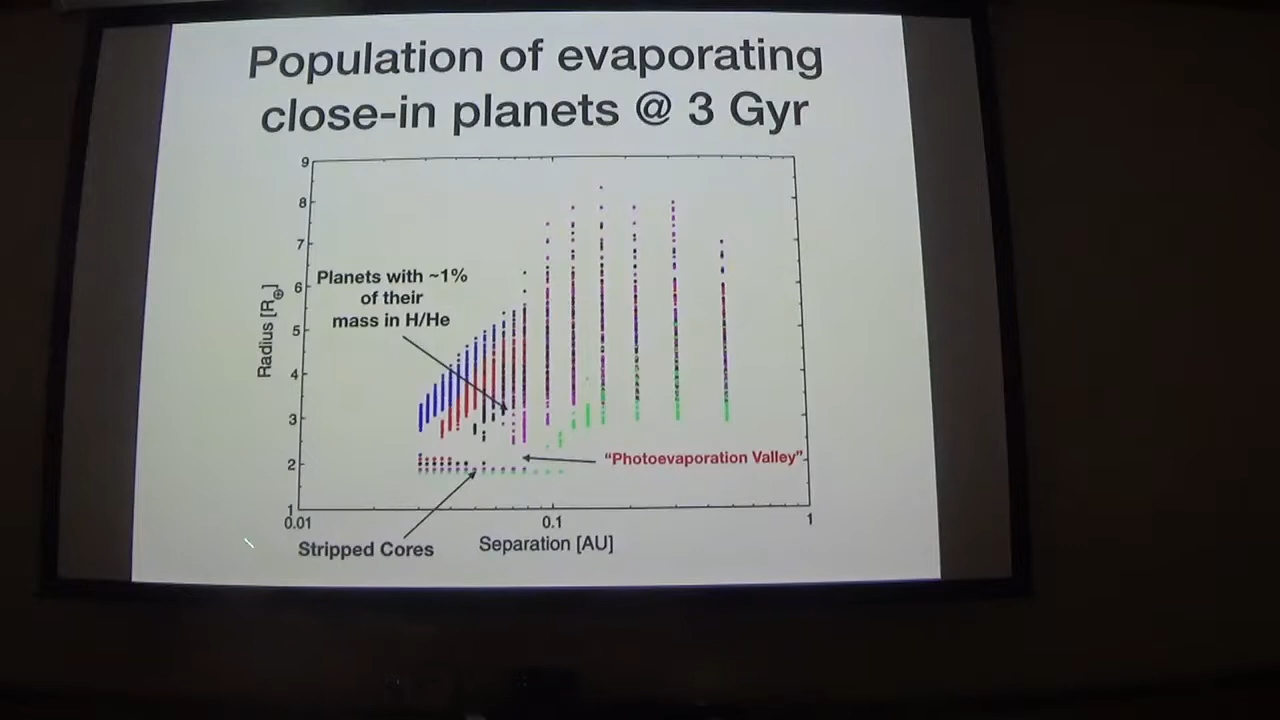 Population of evaporating
close-in planets @ 3 Gyr
9
8
7
6
5
4
3
2
1
Radius [R⊕]
Planets with ~1%
of their
mass in H/He
"Photoevaporation Valley"
0.01
0.1
1
Stripped Cores
Separation [AU]